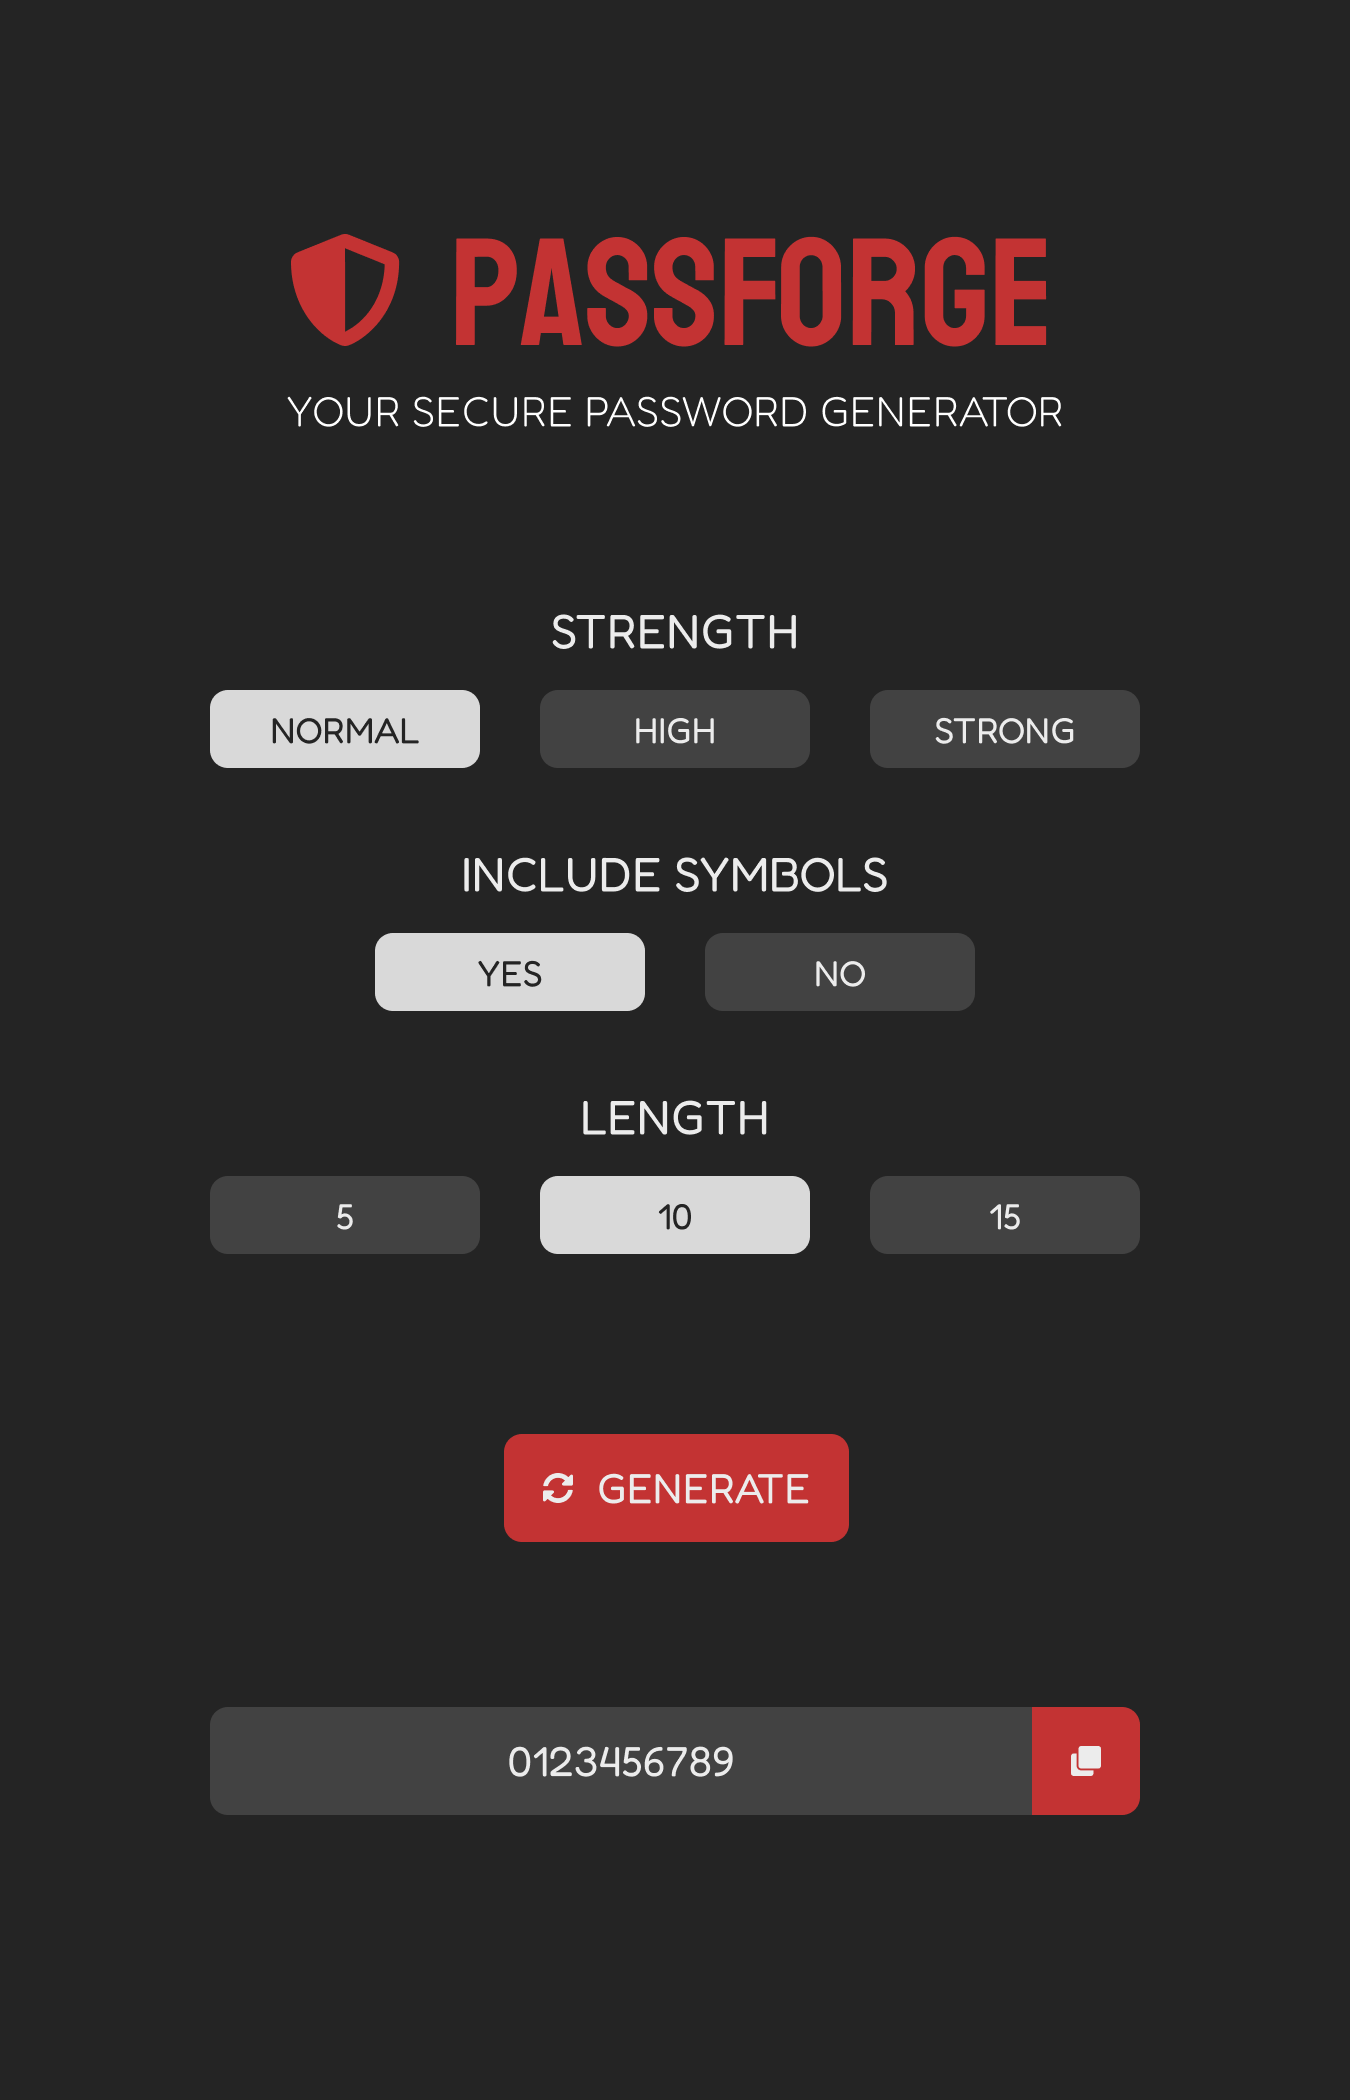 PASSFORGE
YOUR SECURE PASSWORD GENERATOR
STRENGTH
NORMAL HIGH STRONG
INCLUDE SYMBOLS
YES NO
LENGTH
5 10 15
GENERATE
0123456789